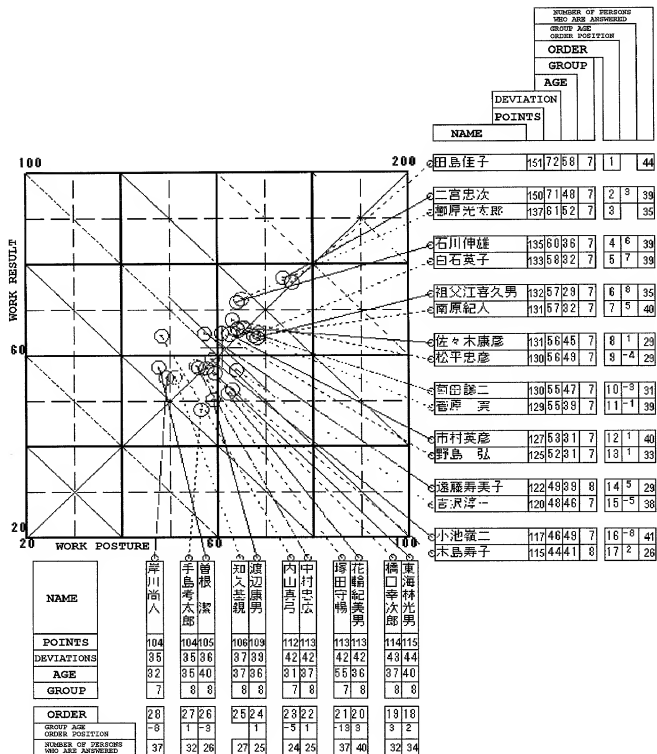 NUMBER OF PERSONS
WHO ARE ANSWERED
GROUP AGE
ORDER POSITION
ORDER
GROUP
AGE
DEVIATION
POINTS
NAME
田島佳子 151 72 58 7 1 44
二宮忠次 150 71 48 7 2 3 39
郷原光太郎 137 61 52 7 3 35
石川伸雄 135 60 36 7 4 6 39
白石英子 133 58 32 7 5 7 39
祖父江喜久男 132 57 29 7 6 8 35
南原紀人 131 57 32 7 7 5 40
佐々木康彦 131 56 45 7 8 1 29
松平忠彦 130 56 49 7 9 -4 29
田謙二 130 55 47 7 10 -3 31
菅原 129 55 39 7 11 -1 39
市村英彦 127 53 31 7 12 1 40
野島 弘 125 52 31 7 13 1 33
遠藤寿美子 122 49 39 8 14 5 29
吉沢淳一 120 48 46 7 15 -5 38
小池嶺二 117 46 49 7 16 -8 41
木島寿子 115 44 41 8 17 2 26
100 200
WORK RESULT
60
20
20 WORK POSTURE 60 100
NAME 岸川尚人 手島考太郎 曽根 潔 知久基親 渡辺康男 内山真弓 中村忠広 塚田守暢 花輪紀美男 橋口幸次郎 東海林光男
POINTS 104 104 105 106 109 112 113 113 113 114 115
DEVIATIONS 35 35 36 37 39 42 42 42 42 43 44
AGE 32 35 40 37 36 31 37 55 36 37 40
GROUP 7 8 8 8 8 7 8 7 8 8 8
ORDER 28 27 26 25 24 23 22 21 20 19 18
GROUP AGE
ORDER POSITION -8 1 -3 1 -5 1 -13 3 3 2
NUMBER OF PERSONS
WHO ARE ANSWERED 37 32 26 27 25 24 25 37 40 32 34